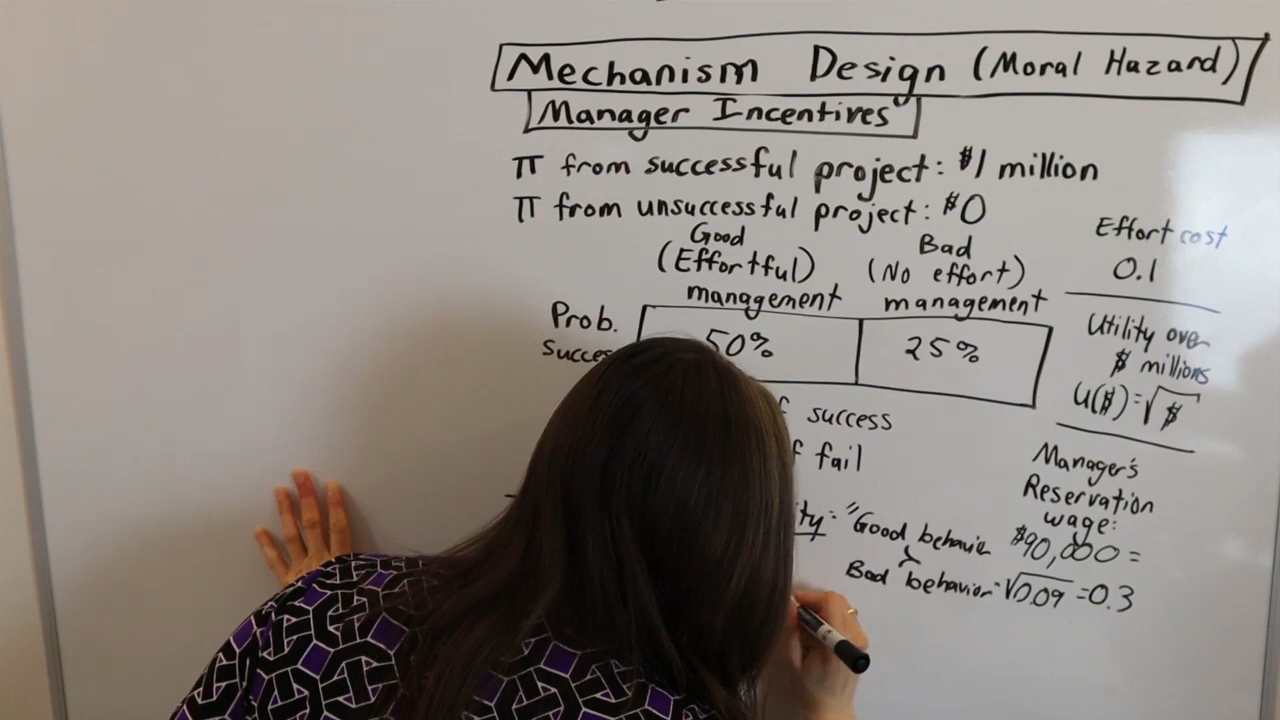 Mechanism Design (Moral Hazard)
Manager Incentives
π from successful project: $1 million
π from unsuccessful project: $0
Good
(Effortful)
management
Bad
(No effort)
management
Prob.
50%
25%
success
fail
"Good behavior
>
Bad behavior"
Effort cost
0.1
Utility over
$ millions
U($)=√$
Manager's
Reservation
wage:
$90,000 =
√0.09 =0.3